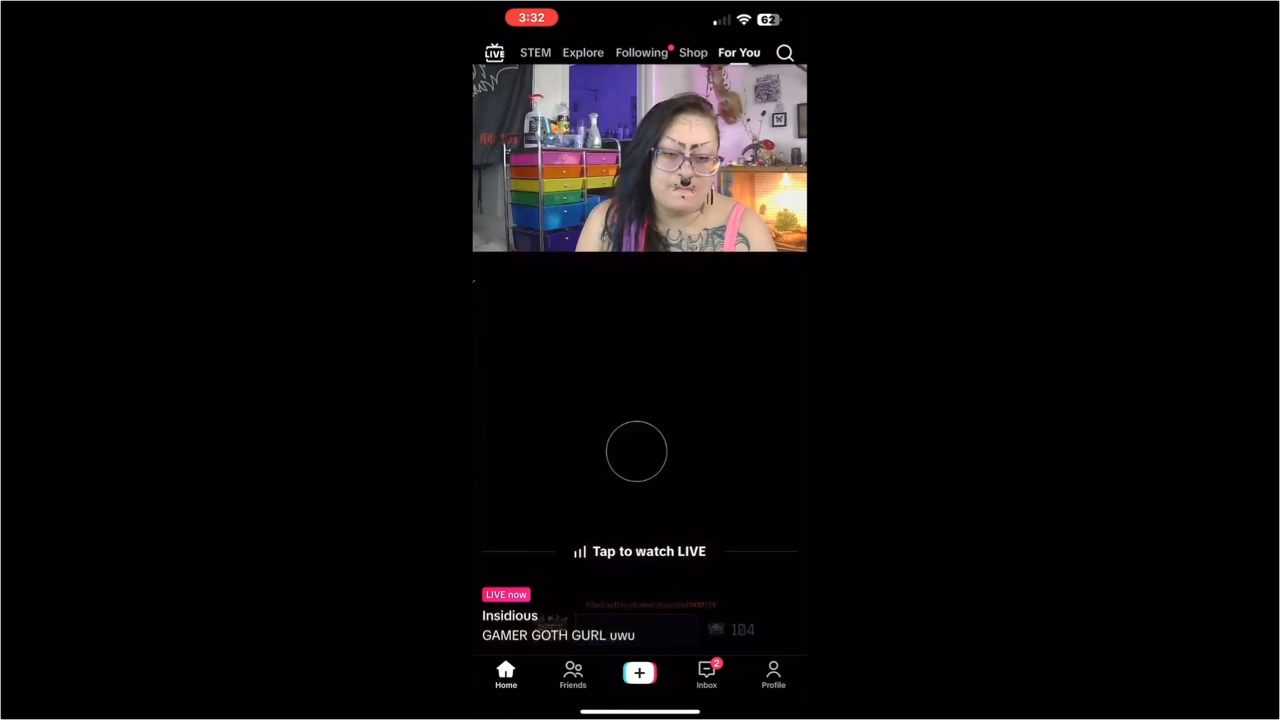 3:32
62
LIVE STEM Explore Following Shop For You
Tap to watch LIVE
LIVE now
Insidious
GAMER GOTH GURL uwu
104
2
Home Friends Inbox Profile